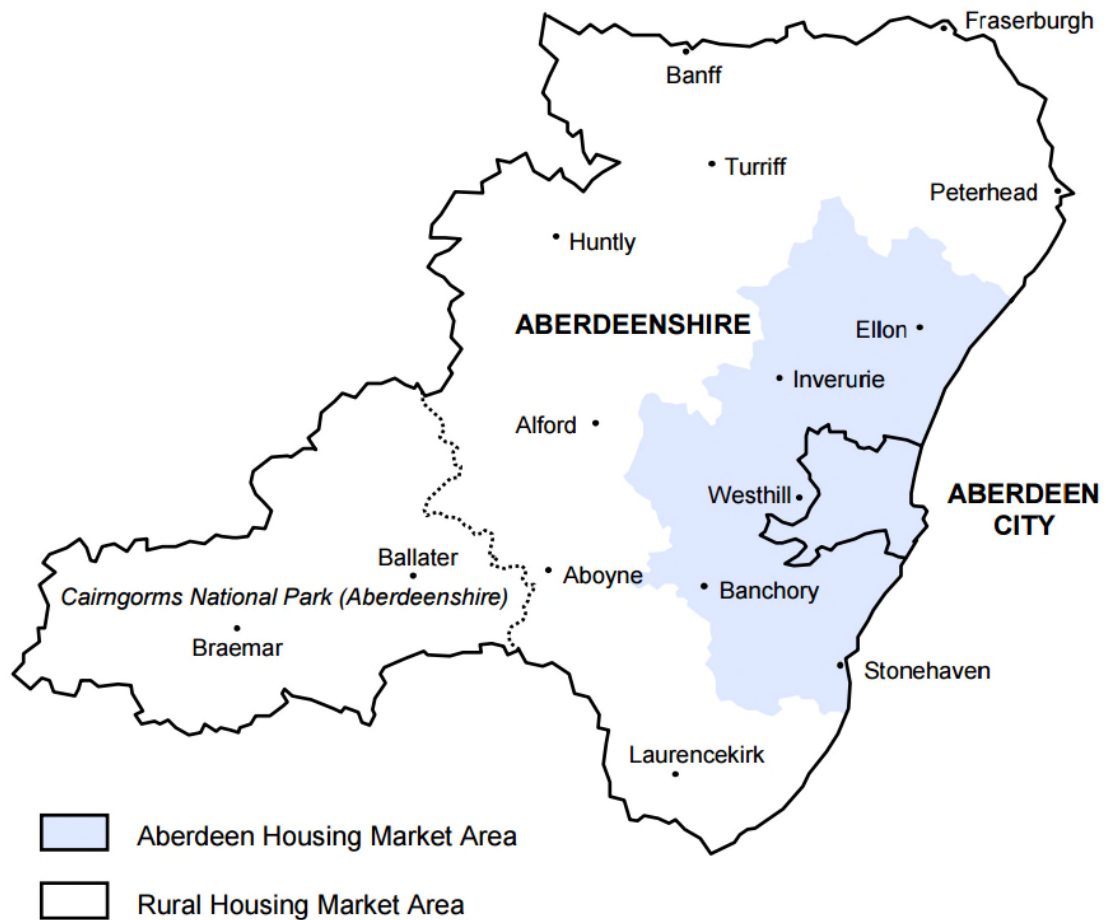 Fraserburgh
Banff
Turriff
Peterhead
Huntly
ABERDEENSHIRE
Ellon
Inverurie
Alford
Westhill
ABERDEEN
CITY
Ballater
Aboyne
Banchory
Cairngorms National Park (Aberdeenshire)
Braemar
Stonehaven
Laurencekirk
Aberdeen Housing Market Area
Rural Housing Market Area